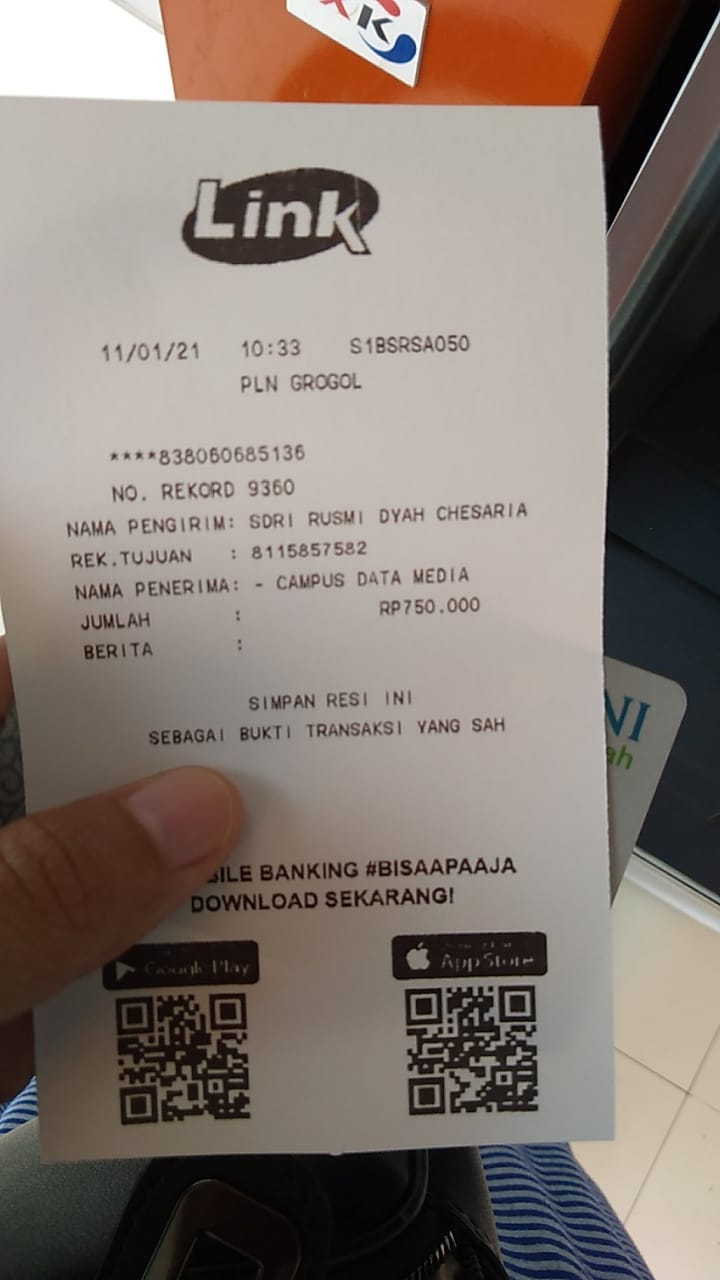 Link
11/01/21 10:33 S1BSRSA050
PLN GROGOL
****838060685136
NO. REKORD 9360
NAMA PENGIRIM: SDRI RUSMI DYAH CHESARIA
REK.TUJUAN : 8115857582
NAMA PENERIMA: - CAMPUS DATA MEDIA
JUMLAH : RP750.000
BERITA :
SIMPAN RESI INI
SEBAGAI BUKTI TRANSAKSI YANG SAH
BILE BANKING #BISAAPAAJA
DOWNLOAD SEKARANG!
Google Play
App Store
NI
ah